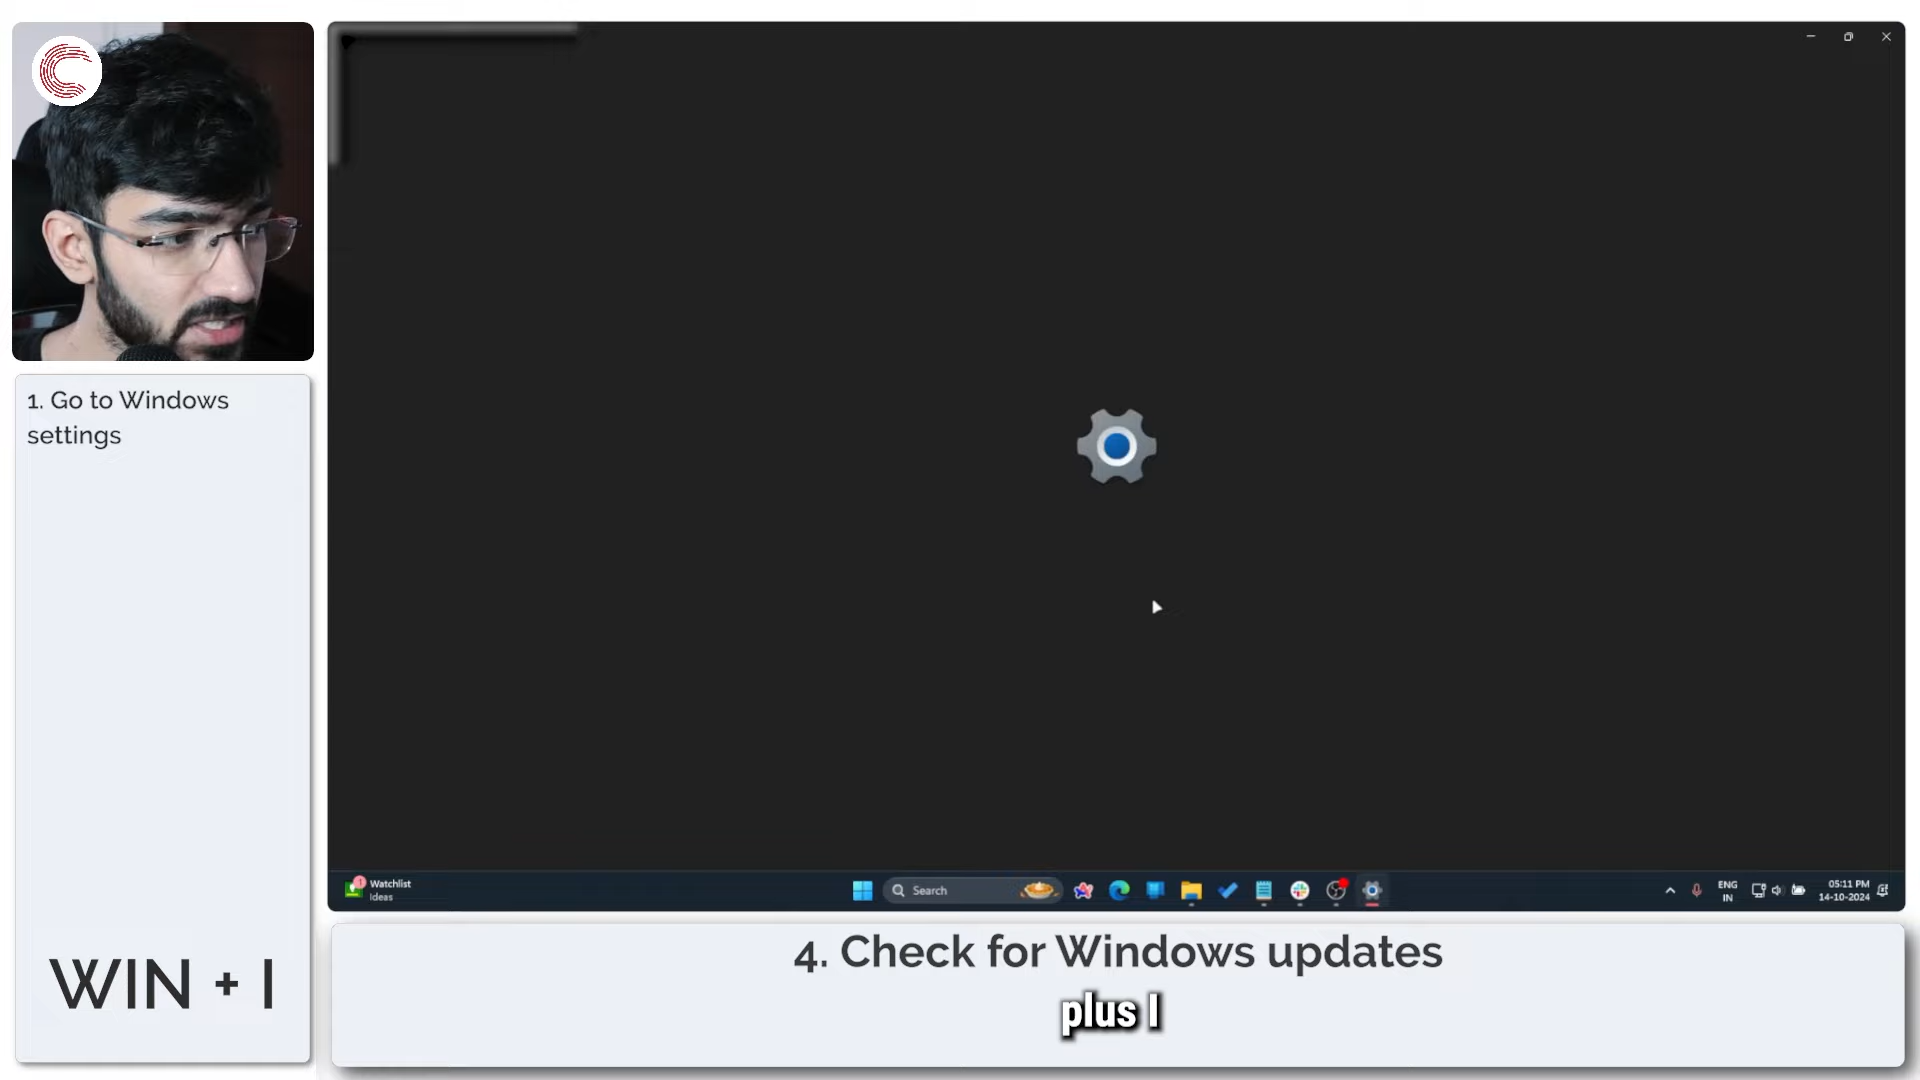 1. Go to Windows
settings
WIN + I
Watchlist
Ideas
Search
ENG
IN
05:11 PM
14-10-2024
4. Check for Windows updates
plus I